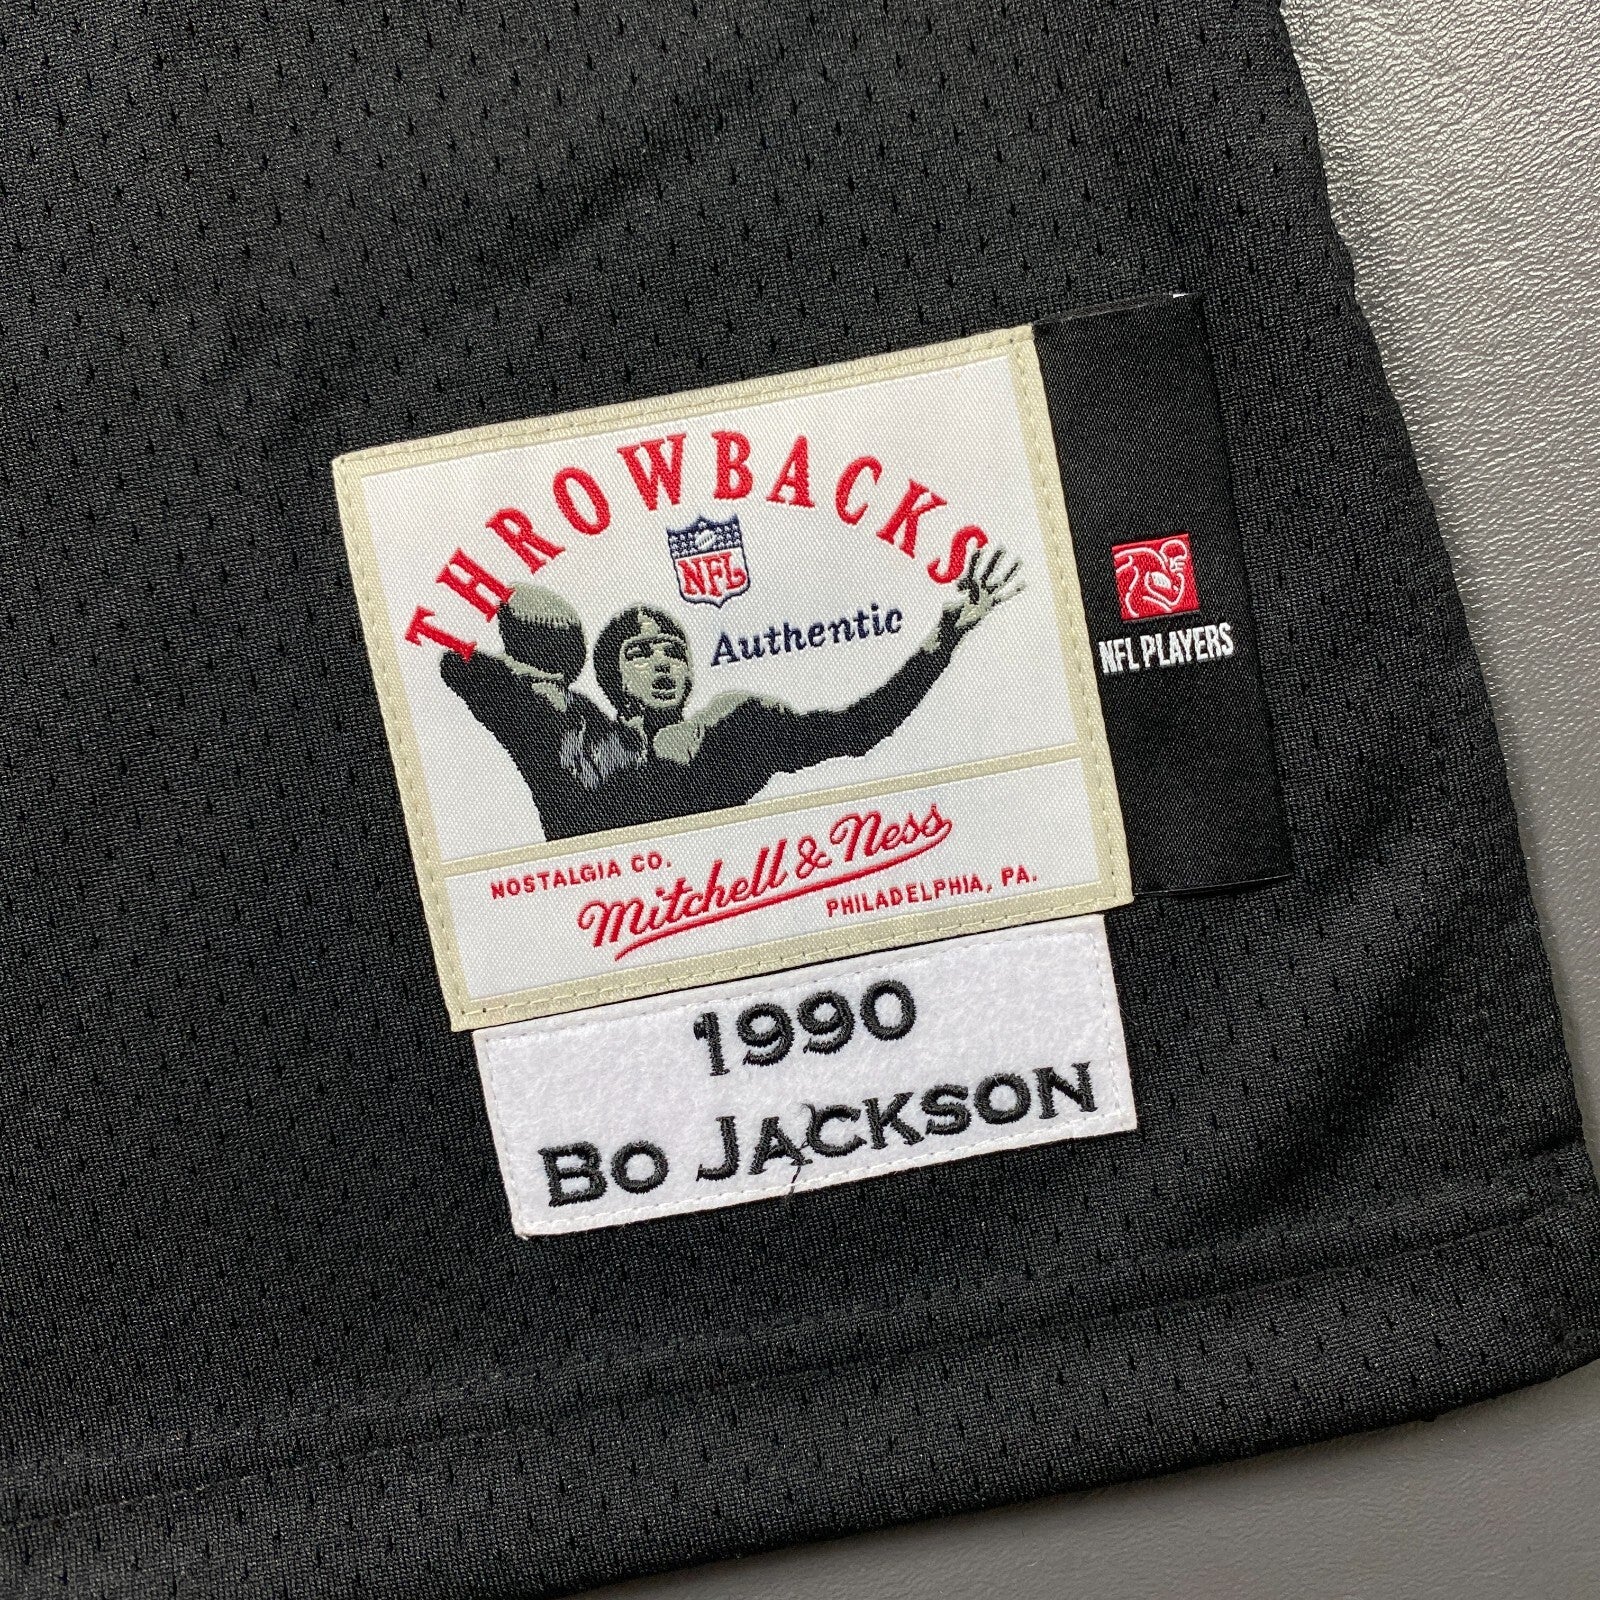 THROWBACKS
NFL
Authentic
NFL PLAYERS
NOSTALGIA CO.
Mitchell & Ness
PHILADELPHIA, PA.
1990
BO JACKSON